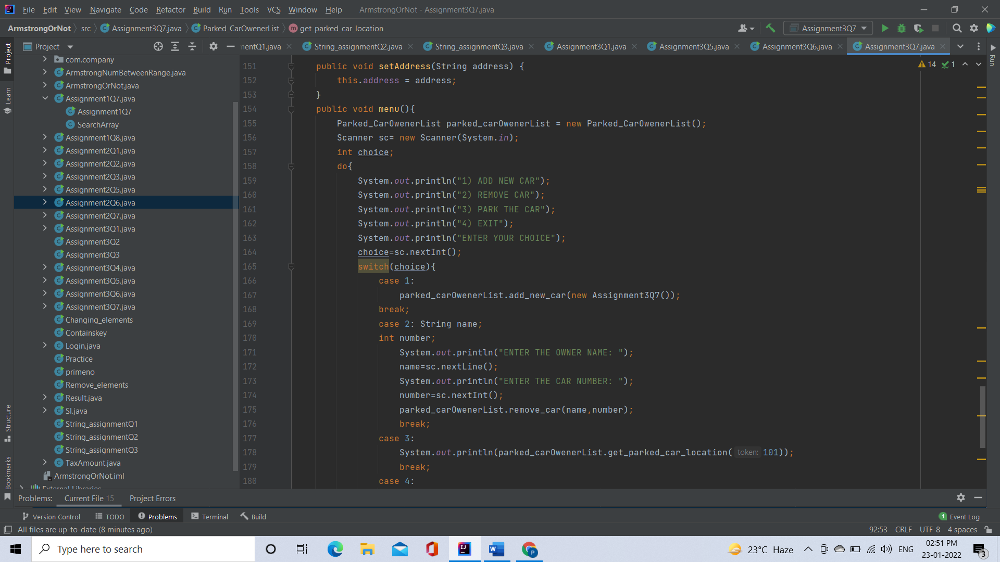 File Edit View Navigate Code Refactor Build Run Tools VCS Window Help ArmstrongOrNot - Assignment3Q7.java
ArmstrongOrNot src Assignment3Q7.java Parked_CarOwenerList get_parked_car_location Assignment3Q7
Project mentQ1.java String_assignmentQ2.java String_assignmentQ3.java Assignment3Q1.java Assignment3Q5.java Assignment3Q6.java Assignment3Q7.java
Project
Learn
Structure
Bookmarks
Run
com.company
ArmstrongNumBetweenRange.java
ArmstrongOrNot.java
Assignment1Q7.java
Assignment1Q7
SearchArray
Assignment1Q8.java
Assignment2Q1.java
Assignment2Q2.java
Assignment2Q3.java
Assignment2Q5.java
Assignment2Q6.java
Assignment2Q7.java
Assignment3Q1.java
Assignment3Q2
Assignment3Q3
Assignment3Q4.java
Assignment3Q5.java
Assignment3Q6.java
Assignment3Q7.java
Changing_elements
Containskey
Login.java
Practice
primeno
Remove_elements
Result.java
SI.java
String_assignmentQ1
String_assignmentQ2
String_assignmentQ3
TaxAmount.java
ArmstrongOrNot.iml
External Libraries
14 1
151 public void setAddress(String address) {
152 this.address = address;
153 }
154 public void menu(){
155 Parked_CarOwenerList parked_carOwenerList = new Parked_CarOwenerList();
156 Scanner sc= new Scanner(System.in);
157 int choice;
158 do{
159 System.out.println("1) ADD NEW CAR");
160 System.out.println("2) REMOVE CAR");
161 System.out.println("3) PARK THE CAR");
162 System.out.println("4) EXIT");
163 System.out.println("ENTER YOUR CHOICE");
164 choice=sc.nextInt();
165 switch(choice){
166 case 1:
167 parked_carOwenerList.add_new_car(new Assignment3Q7());
168 break;
169 case 2: String name;
170 int number;
171 System.out.println("ENTER THE OWNER NAME: ");
172 name=sc.nextLine();
173 System.out.println("ENTER THE CAR NUMBER: ");
174 number=sc.nextInt();
175 parked_carOwenerList.remove_car(name,number);
176 break;
177 case 3:
178 System.out.println(parked_carOwenerList.get_parked_car_location( token: 101));
179 break;
180 case 4:
Problems: Current File 15 Project Errors
Version Control TODO Problems Terminal Build 1 Event Log
All files are up-to-date (8 minutes ago) 92:53 CRLF UTF-8 4 spaces
Type here to search 23°C Haze ENG 02:51 PM
23-01-2022 3